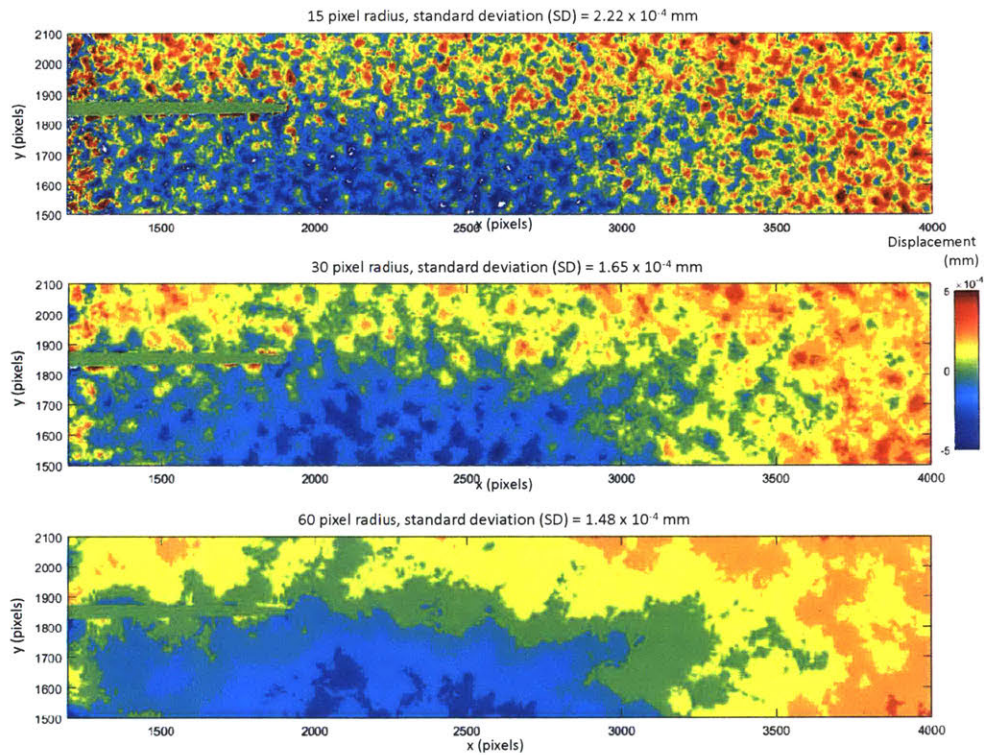 15 pixel radius, standard deviation (SD) = 2.22 x 10⁻⁴ mm
2100
2000
1900
1800
1700
1600
1500
y (pixels)
1500 2000 2500 3000 3500 4000
x (pixels)
Displacement
(mm)
× 10⁻⁴
5
0
-5
30 pixel radius, standard deviation (SD) = 1.65 x 10⁻⁴ mm
2100
2000
1900
1800
1700
1600
1500
y (pixels)
1500 2000 2500 3000 3500 4000
x (pixels)
60 pixel radius, standard deviation (SD) = 1.48 x 10⁻⁴ mm
2100
2000
1900
1800
1700
1600
1500
y (pixels)
1500 2000 2500 3000 3500 4000
x (pixels)